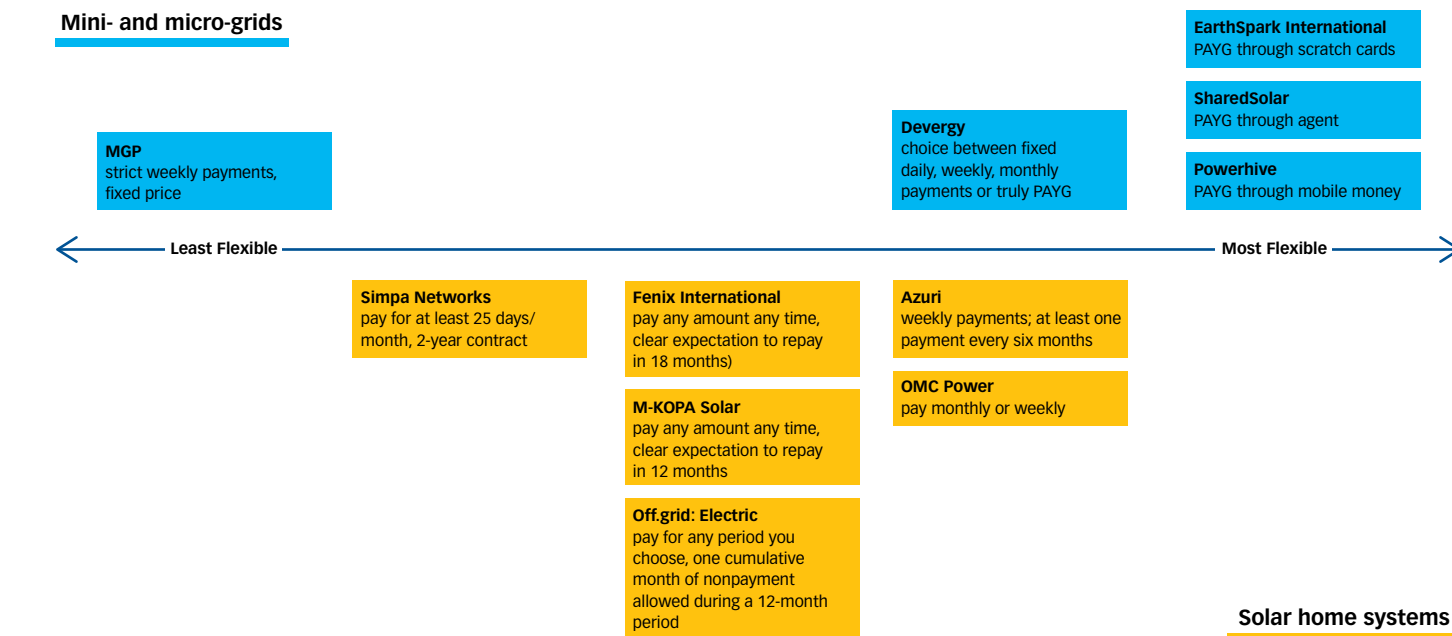 Mini- and micro-grids
EarthSpark International
PAYG through scratch cards
SharedSolar
PAYG through agent
Powerhive
PAYG through mobile money
Devergy
choice between fixed
daily, weekly, monthly
payments or truly PAYG
MGP
strict weekly payments,
fixed price
Least Flexible
Most Flexible
Simpa Networks
pay for at least 25 days/
month, 2-year contract
Fenix International
pay any amount any time,
clear expectation to repay
in 18 months)
M-KOPA Solar
pay any amount any time,
clear expectation to repay
in 12 months
Off.grid: Electric
pay for any period you
choose, one cumulative
month of nonpayment
allowed during a 12-month
period
Azuri
weekly payments; at least one
payment every six months
OMC Power
pay monthly or weekly
Solar home systems